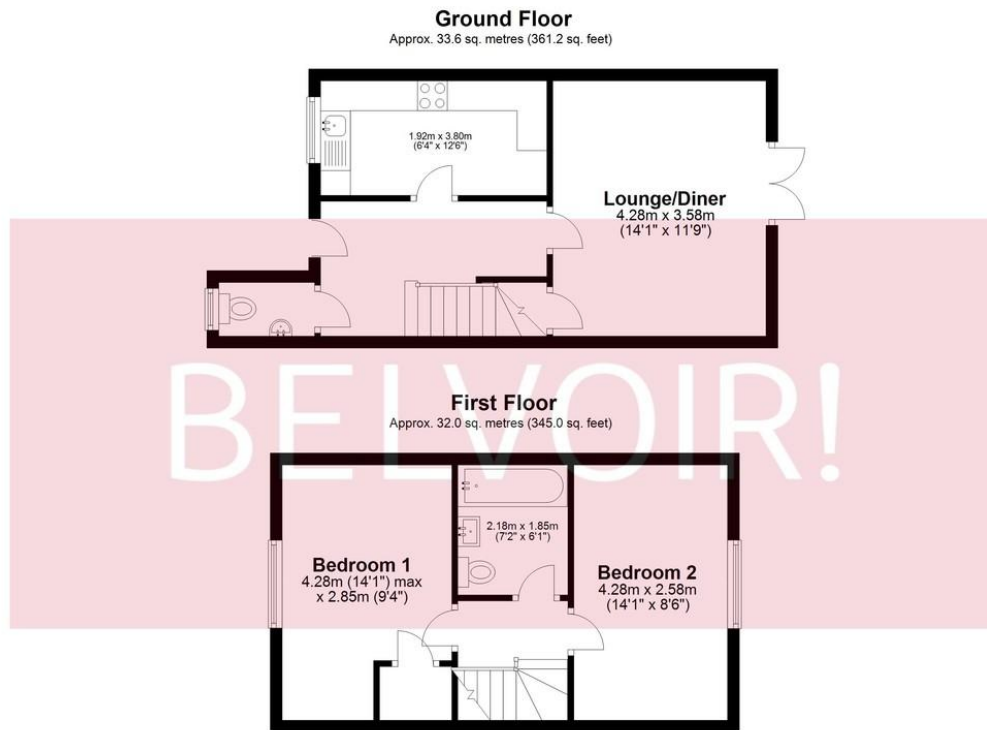 Ground Floor
Approx. 33.6 sq. metres (361.2 sq. feet)
1.92m x 3.80m
(6'4" x 12'6")
Lounge/Diner
4.28m x 3.58m
(14'1" x 11'9")
BELVOIR!
First Floor
Approx. 32.0 sq. metres (345.0 sq. feet)
2.18m x 1.85m
(7'2" x 6'1")
Bedroom 1
4.28m (14'1") max
x 2.85m (9'4")
Bedroom 2
4.28m x 2.58m
(14'1" x 8'6")